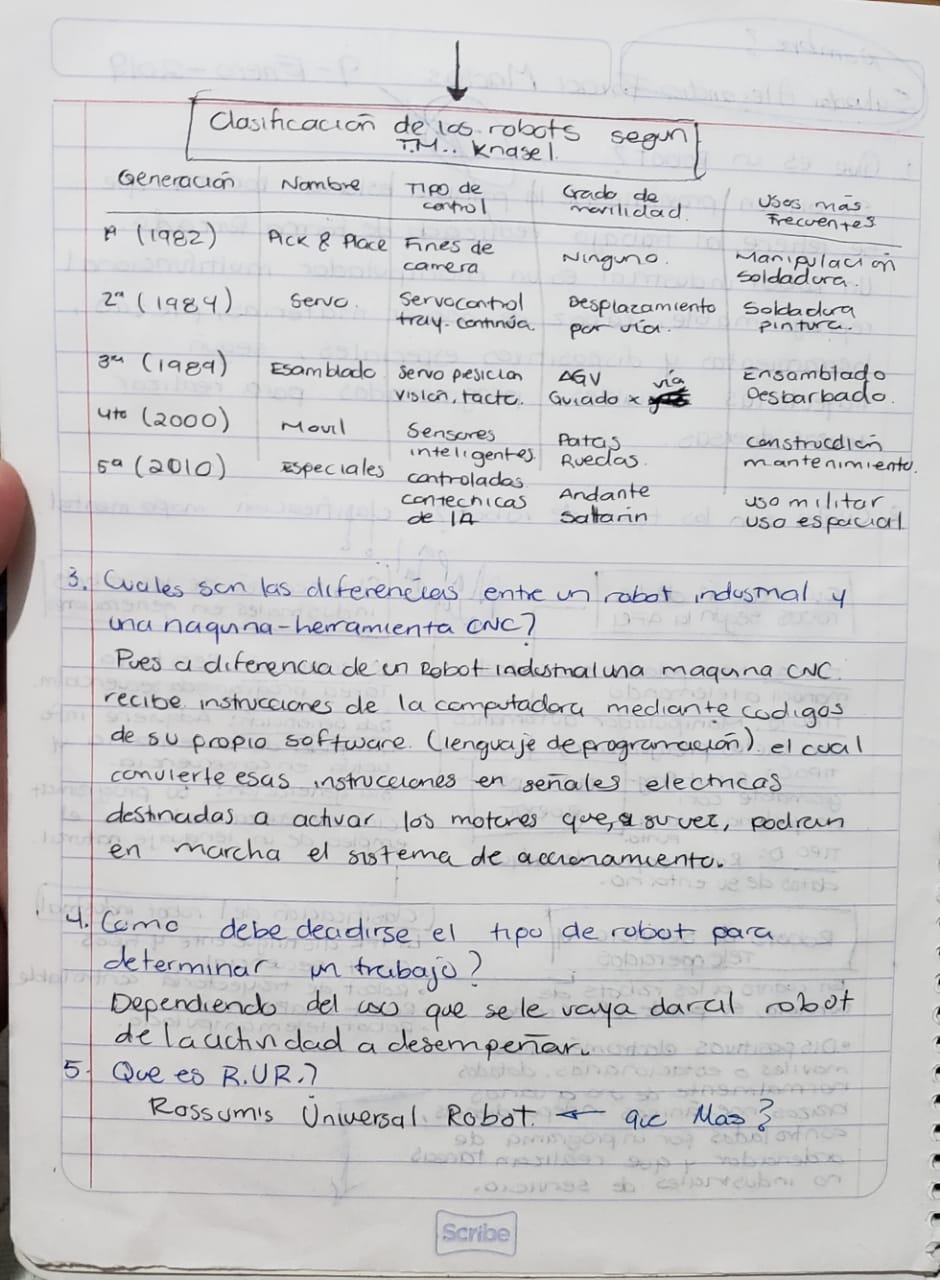 Clasificación de los robots segun
T.M.. Knasel.
Generación Nombre Tipo de control Grado de movilidad. Usos más Frecuentes.
1ª (1982) Pick & Place Fines de camera Ninguno. Manipulación Soldadura.
2ª (1984) Servo. Servocontrol tray. continúa. Desplazamiento por vía. Soldadura pintura.
3ª (1989) Esamblado Servo pesicion visión, tacto. AGV Guiado x vía Ensamblado Desbarbado.
4to (2000) Movil Sensores inteligentes. Patas Ruedas. construcción mantenimiento.
5ª (2010) Especiales controladas con tecnicas de IA Andante Saltarin uso militar uso espacial
3. Cuales son las diferencias entre un robot industrial y
una maquina-herramienta CNC?
Pues a diferencia de un Robot industrial una maquina CNC.
recibe instrucciones de la computadora mediante codigos
de su propio software. (lenguaje de programación). el cual
convierte esas instrucciones en señales electricas
destinadas a activar los motores que, a su vez, podran
en marcha el sistema de accionamiento.
4. Como debe decidirse el tipo de robot para
determinar un trabajo?
Dependiendo del uso que se le vaya dar al robot
de la actividad a desempeñar.
5. Que es R.UR.?
Rossum's Universal Robot. ← que Mas?
Scribe